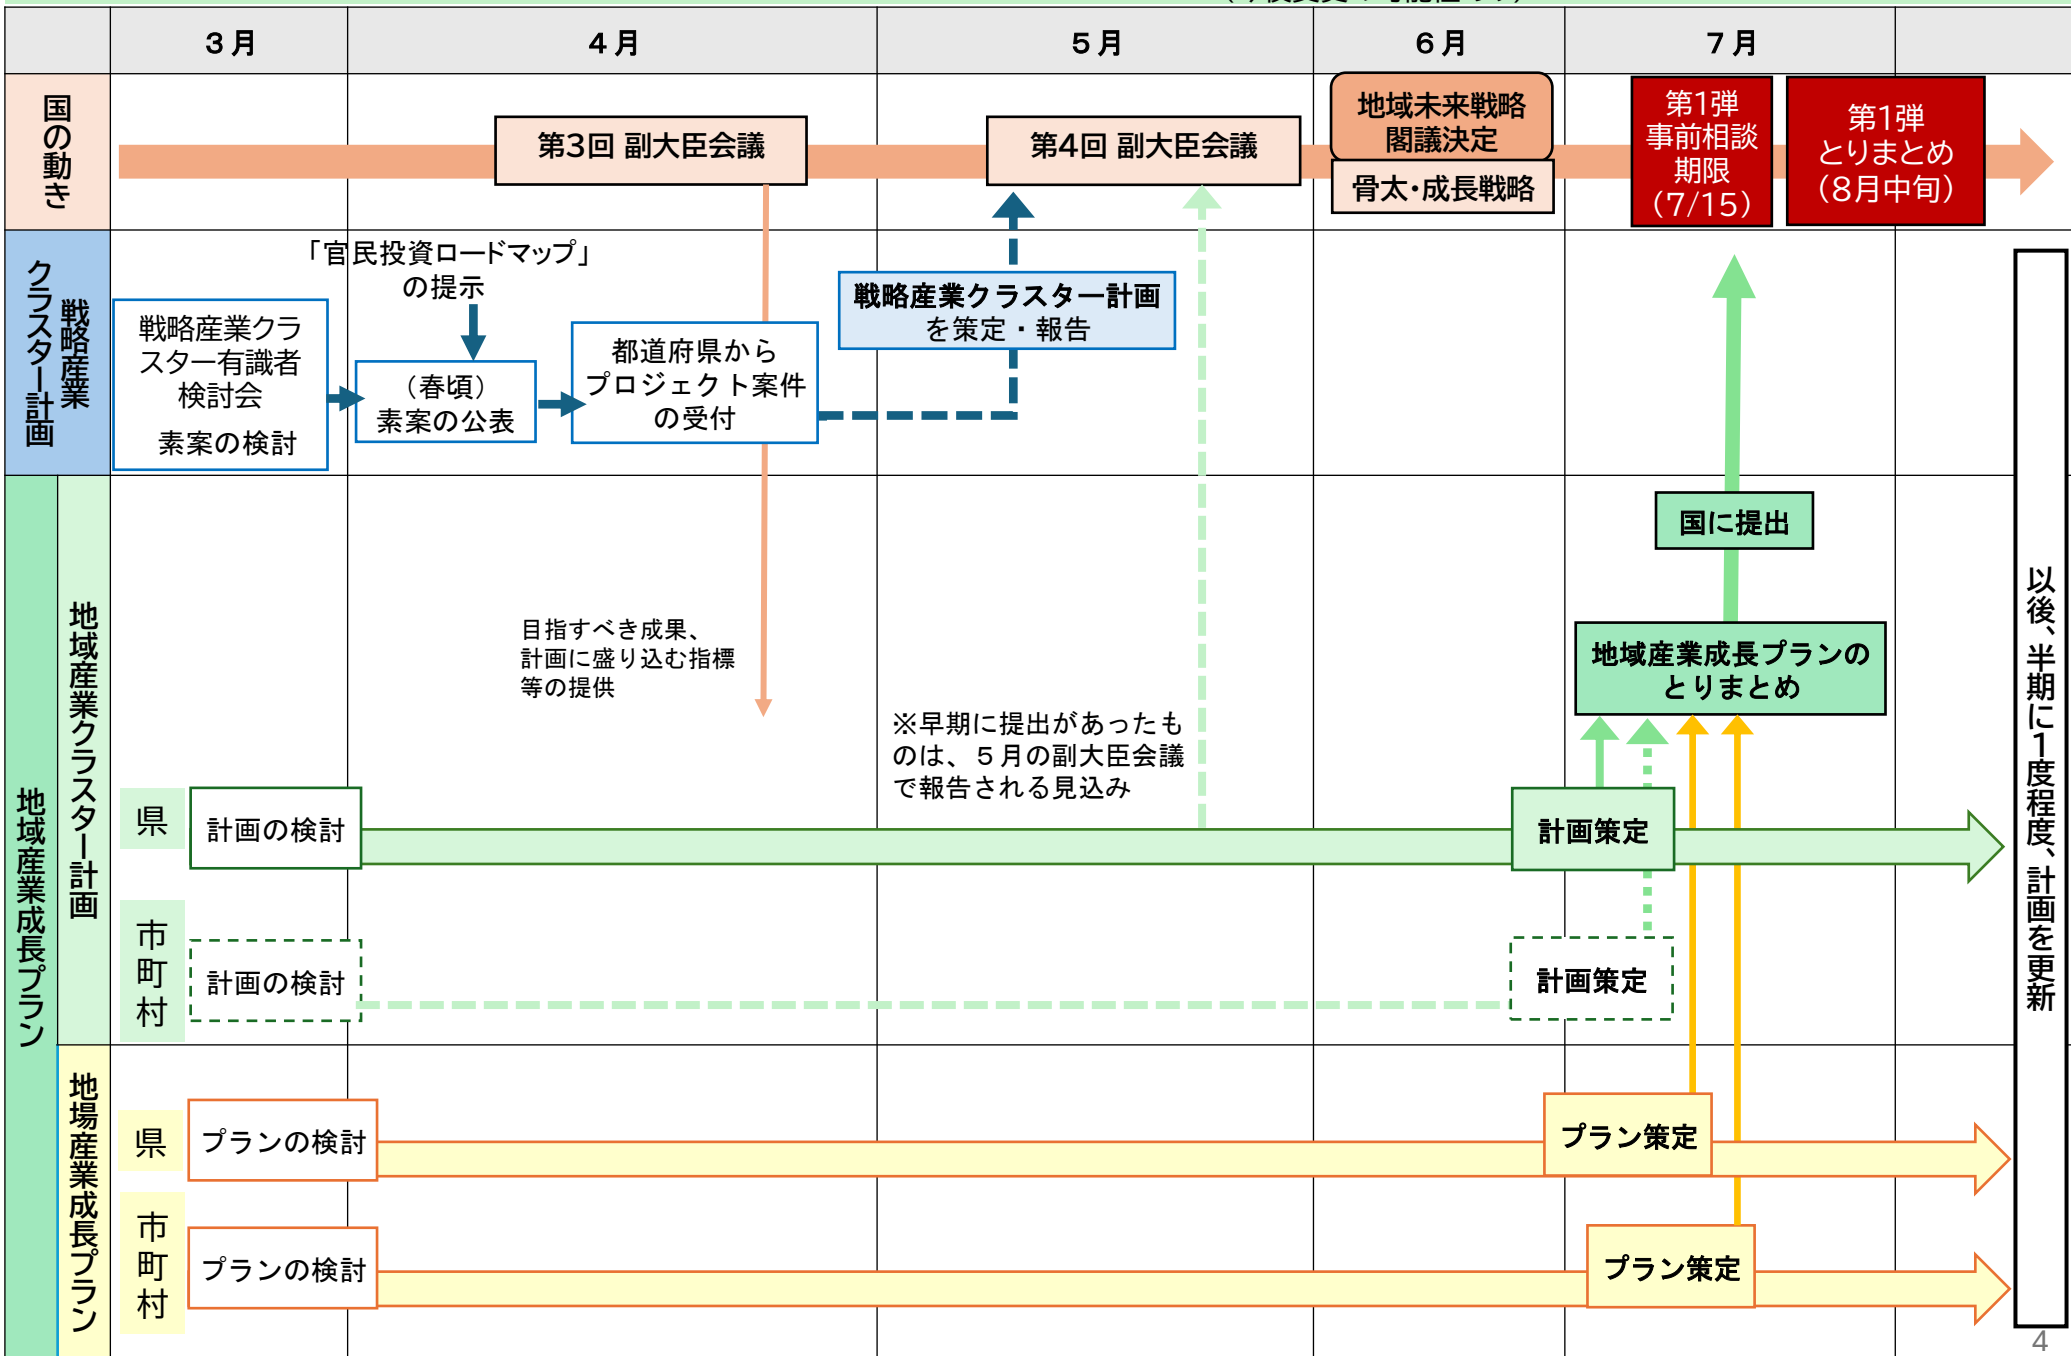 3月
4月
5月
6月
7月
国の動き
第3回 副大臣会議
第4回 副大臣会議
地域未来戦略
閣議決定
骨太・成長戦略
第1弾
事前相談
期限
(7/15)
第1弾
とりまとめ
(8月中旬)
戦略産業
クラスター計画
「官民投資ロードマップ」
の提示
戦略産業クラ
スター有識者
検討会
素案の検討
(春頃)
素案の公表
都道府県から
プロジェクト案件
の受付
戦略産業クラスター計画
を策定・報告
地域産業成長プラン
地域産業クラスター計画
目指すべき成果、
計画に盛り込む指標
等の提供
※早期に提出があったも
のは、5月の副大臣会議
で報告される見込み
国に提出
地域産業成長プランの
とりまとめ
県
計画の検討
計画策定
市町村
計画の検討
計画策定
地場産業成長プラン
県
プランの検討
プラン策定
市町村
プランの検討
プラン策定
以後、半期に1度程度、計画を更新
4